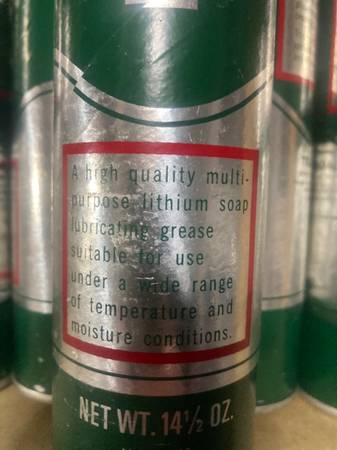 A high quality multi-
purpose lithium soap
lubricating grease
suitable for use
under a wide range
of temperature and
moisture conditions.
NET WT. 14½ OZ.